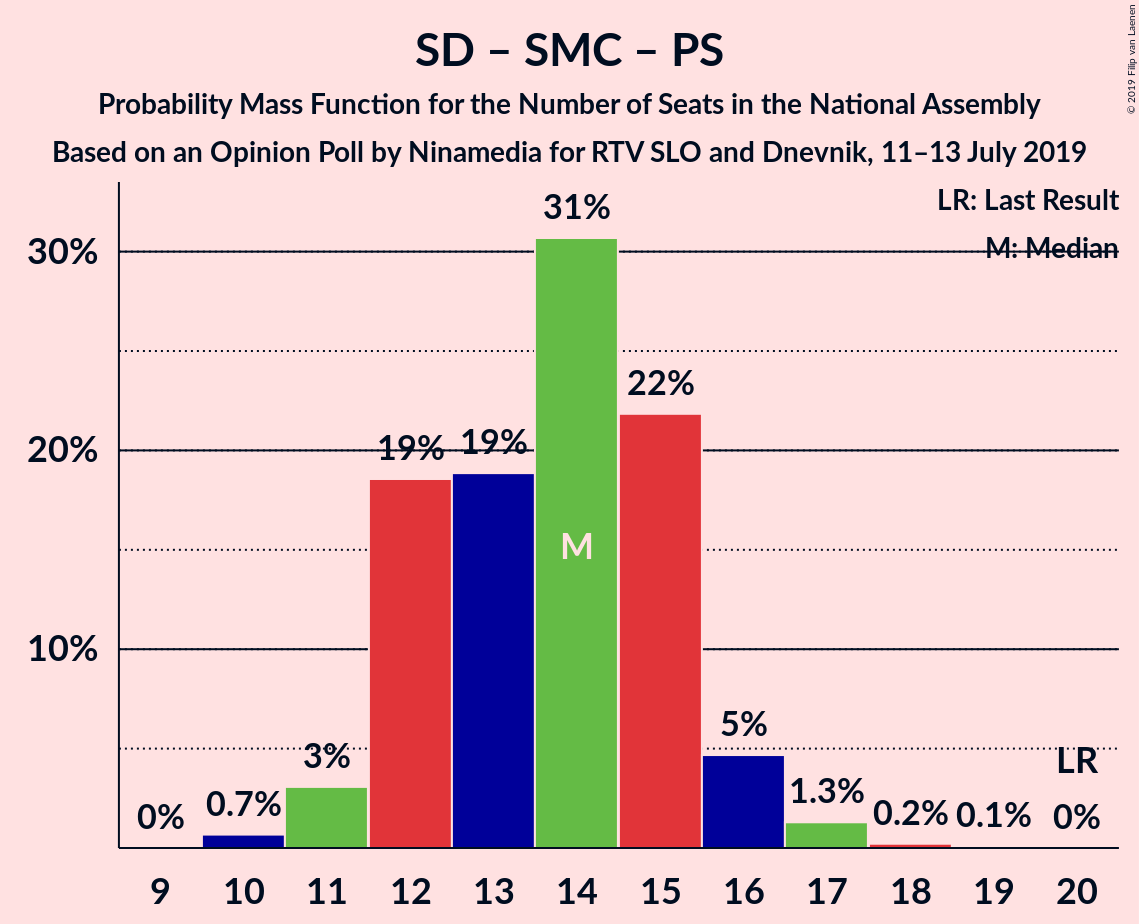 SD – SMC – PS
Probability Mass Function for the Number of Seats in the National Assembly
Based on an Opinion Poll by Ninamedia for RTV SLO and Dnevnik, 11–13 July 2019
© 2019 Filip van Laenen
LR: Last Result
M: Median
30%
20%
10%
0%
0.7%
3%
19%
19%
31%
22%
5%
1.3%
0.2%
0.1%
0%
LR
M
9 10 11 12 13 14 15 16 17 18 19 20